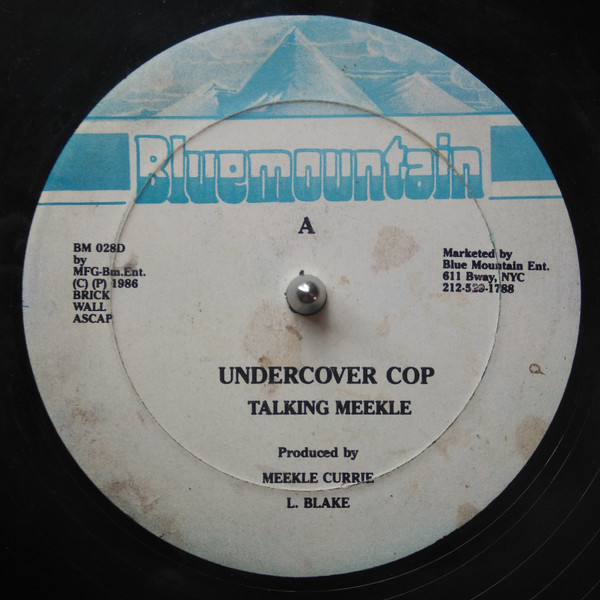 Bluemountain
A
BM 028D
by
MFG-Bm.Ent.
(C) (P) 1986
BRICK
WALL
ASCAP
Marketed by
Blue Mountain Ent.
611 Bway, NYC
UNDERCOVER COP
TALKING MEEKLE
Produced by
MEEKLE CURRIE
L. BLAKE